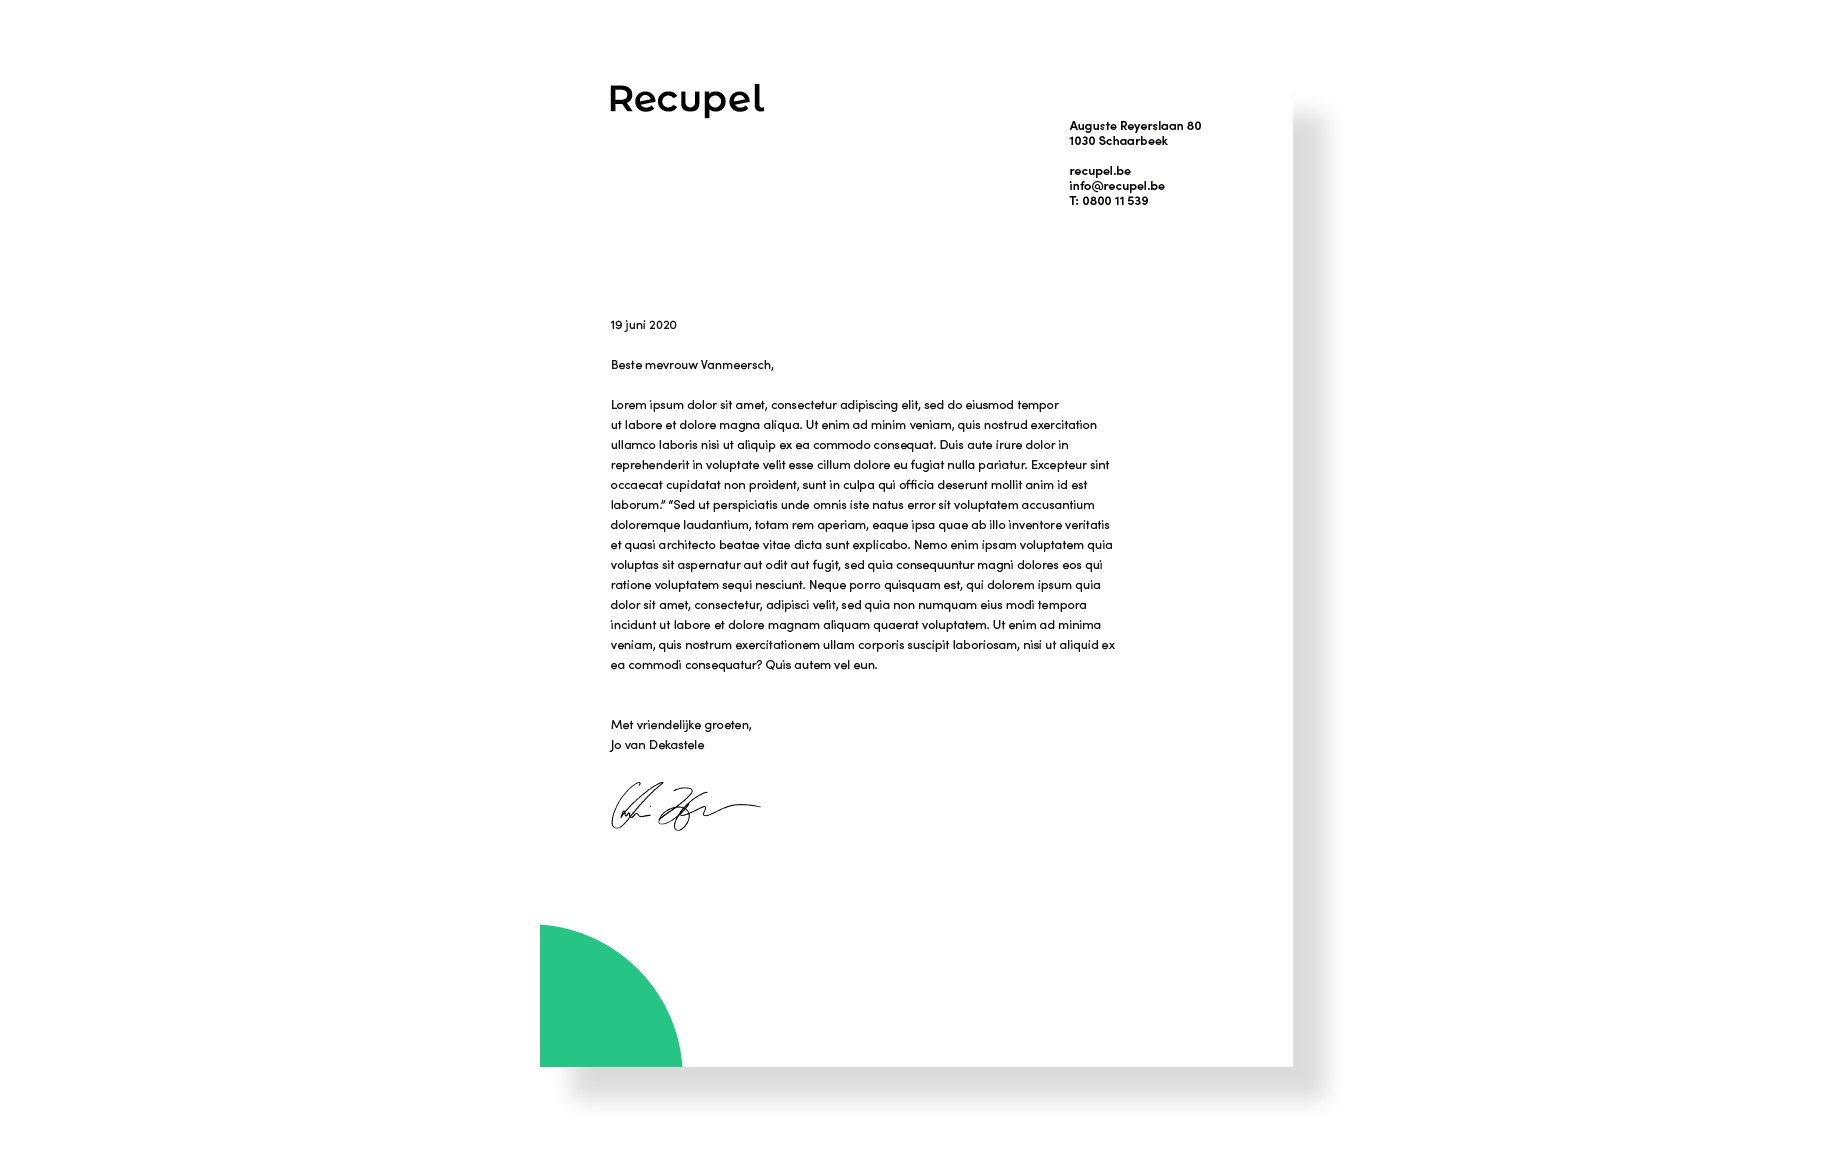 Recupel
Auguste Reyerslaan 80
1030 Schaarbeek
recupel.be
info@recupel.be
T: 0800 11 539
19 juni 2020
Beste mevrouw Vanmeersch,
Lorem ipsum dolor sit amet, consectetur adipiscing elit, sed do eiusmod tempor
ut labore et dolore magna aliqua. Ut enim ad minim veniam, quis nostrud exercitation
ullamco laboris nisi ut aliquip ex ea commodo consequat. Duis aute irure dolor in
reprehenderit in voluptate velit esse cillum dolore eu fugiat nulla pariatur. Excepteur sint
occaecat cupidatat non proident, sunt in culpa qui officia deserunt mollit anim id est
laborum.” “Sed ut perspiciatis unde omnis iste natus error sit voluptatem accusantium
doloremque laudantium, totam rem aperiam, eaque ipsa quae ab illo inventore veritatis
et quasi architecto beatae vitae dicta sunt explicabo. Nemo enim ipsam voluptatem quia
voluptas sit aspernatur aut odit aut fugit, sed quia consequuntur magni dolores eos qui
ratione voluptatem sequi nesciunt. Neque porro quisquam est, qui dolorem ipsum quia
dolor sit amet, consectetur, adipisci velit, sed quia non numquam eius modi tempora
incidunt ut labore et dolore magnam aliquam quaerat voluptatem. Ut enim ad minima
veniam, quis nostrum exercitationem ullam corporis suscipit laboriosam, nisi ut aliquid ex
ea commodi consequatur? Quis autem vel eun.
Met vriendelijke groeten,
Jo van Dekastele